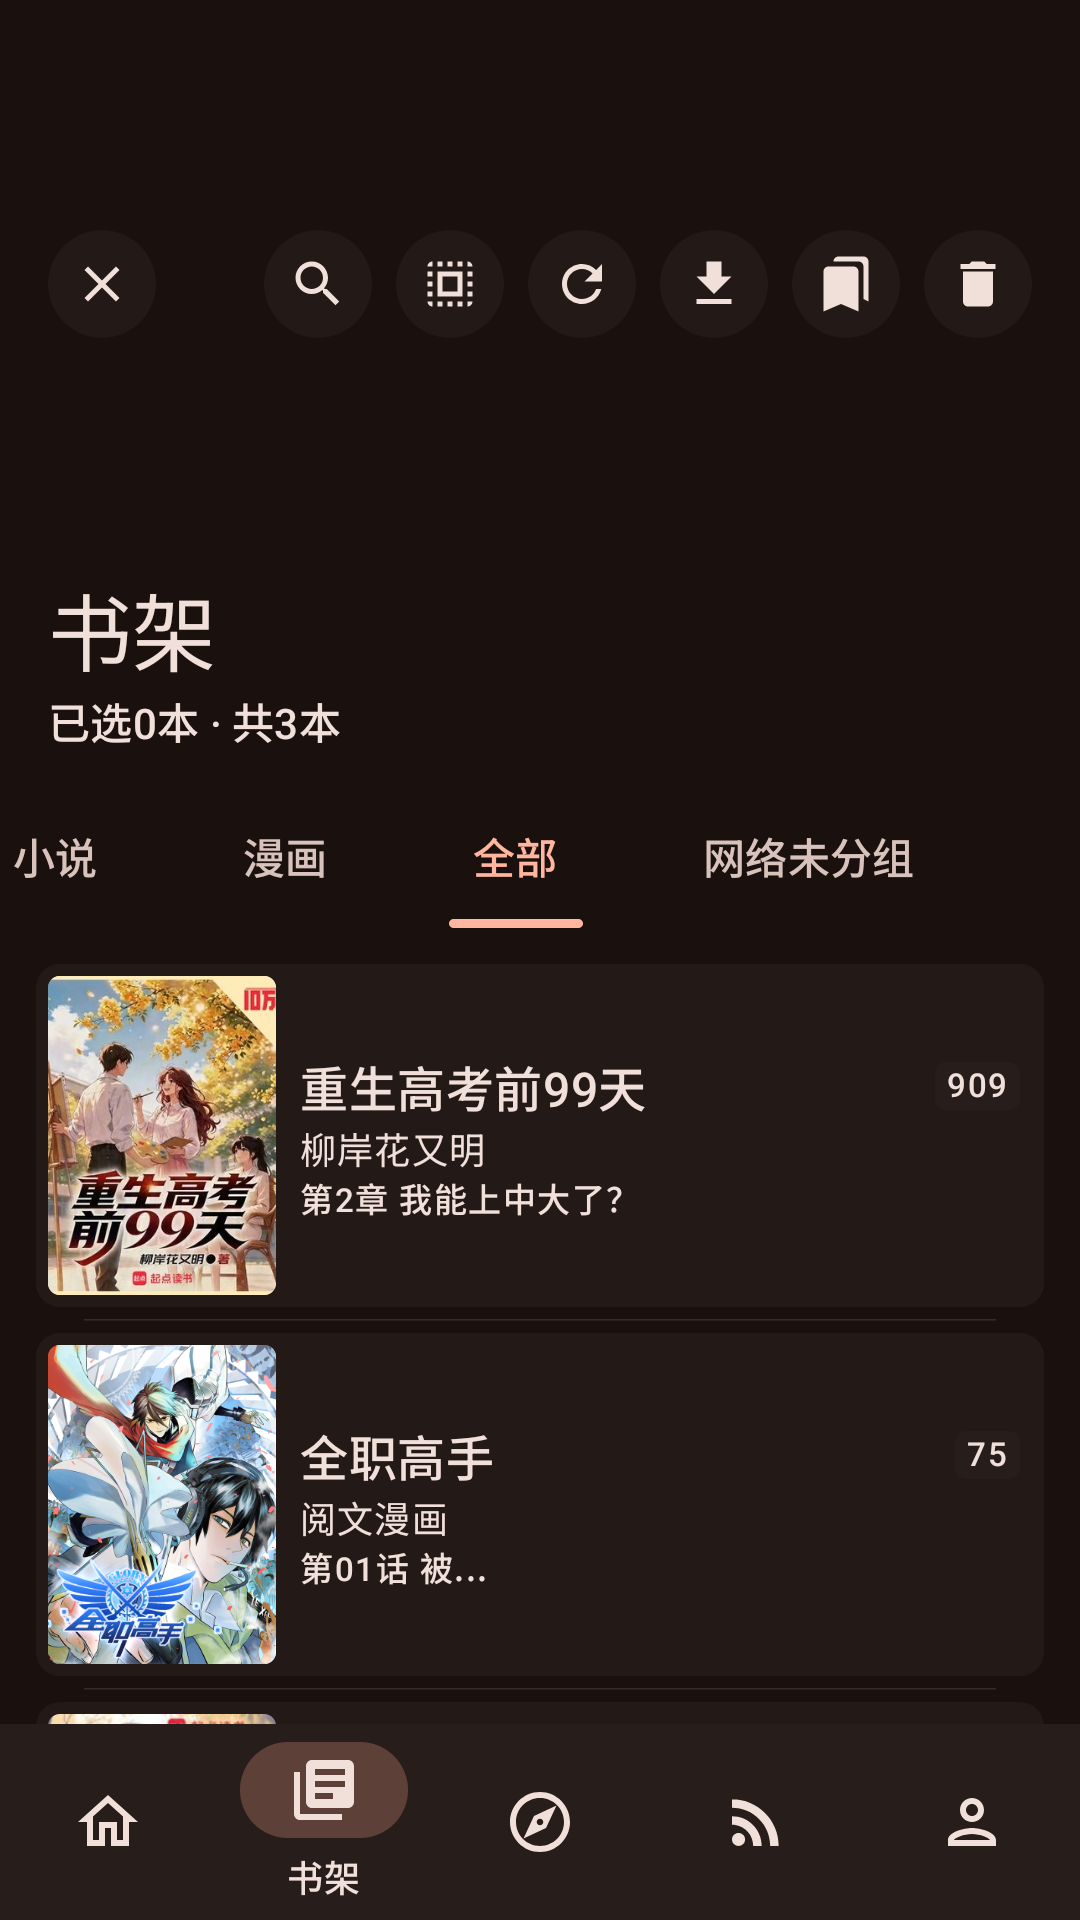 书架
已选0本 · 共3本
小说 漫画 全部 网络未分组
10万
重生高考
前99天
柳岸花又明●著
起点 起点读书
重生高考前99天
909
柳岸花又明
第2章 我能上中大了?
GLORY
全职高手
全职高手
75
阅文漫画
第01话 被...
书架